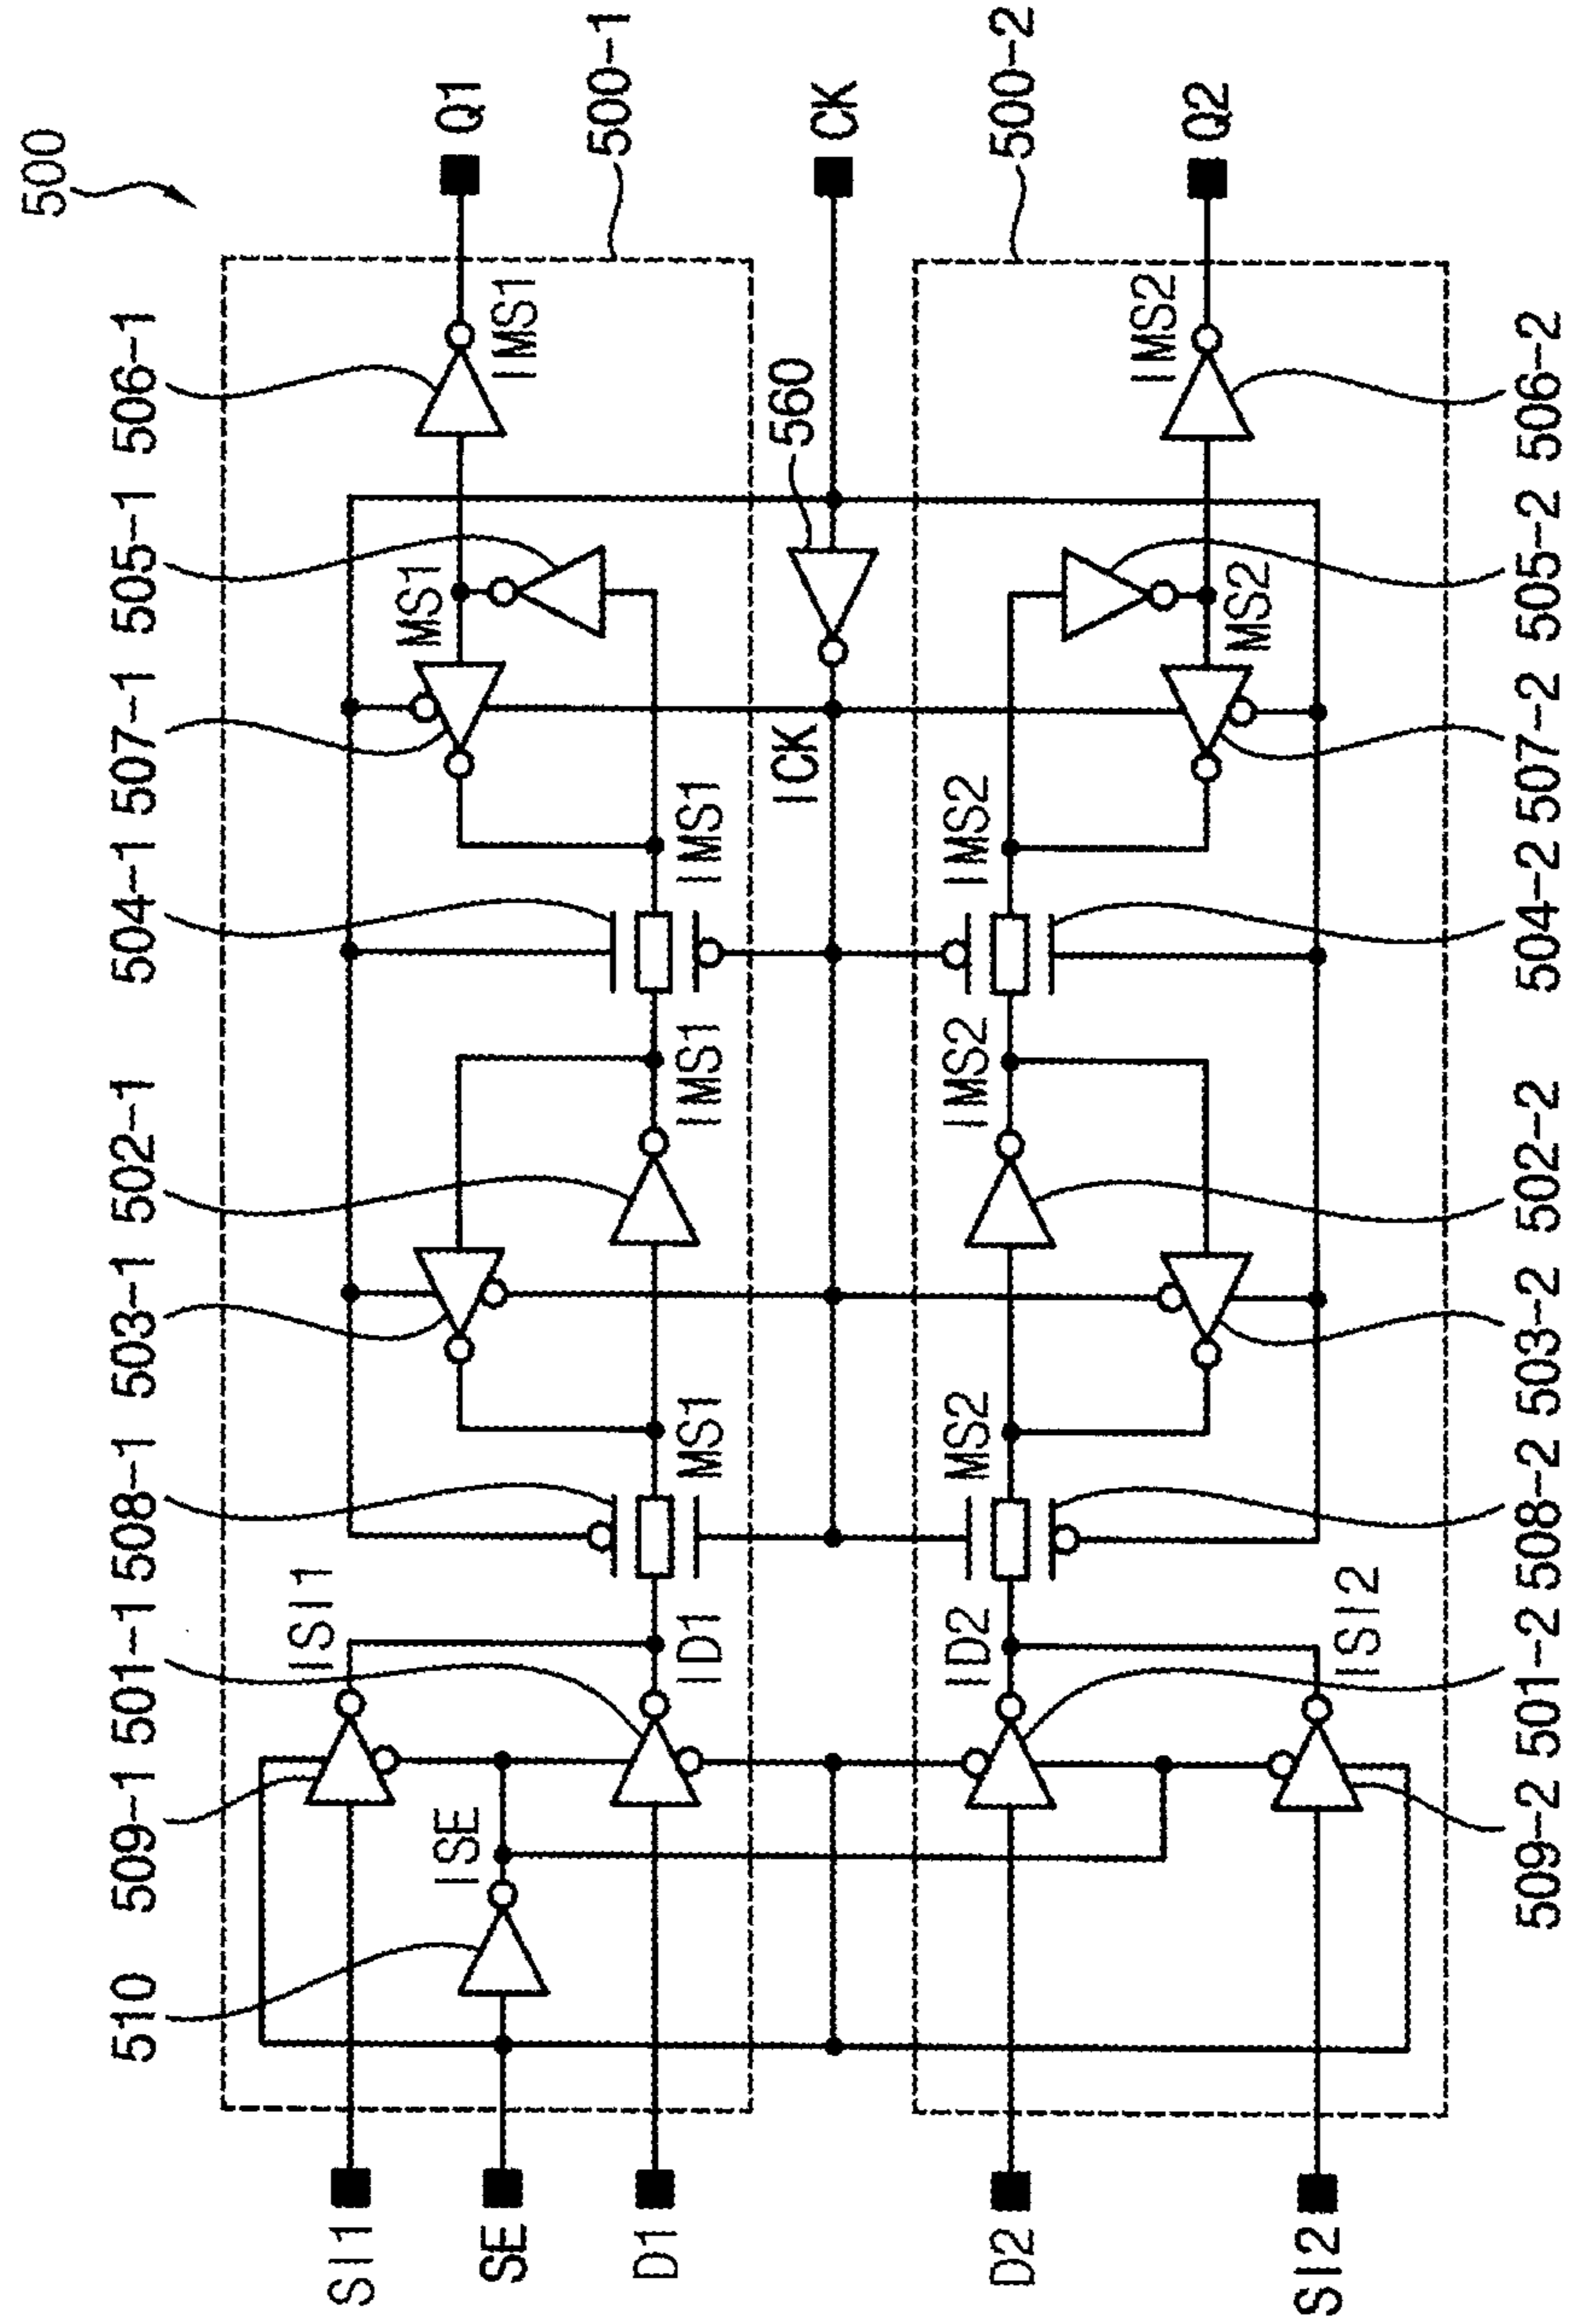 500
510
509-1
501-1
508-1
503-1
502-1
504-1
507-1
505-1
506-1
ISI1
MS1
Q1
SI1
ISE
IMS1
SE
ID1
MS1
IMS1
IMS1
500-1
D1
560
CK
ICK
500-2
D2
ID2
MS2
IMS2
IMS2
IMS2
Q2
MS2
SI2
ISI2
509-2
501-2
508-2
503-2
502-2
504-2
507-2
505-2
506-2